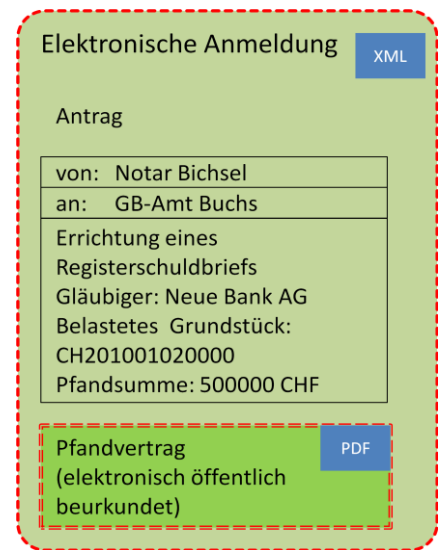 Elektronische Anmeldung
XML
Antrag
von: Notar Bichsel
an: GB-Amt Buchs
Errichtung eines
Registerschuldbriefs
Gläubiger: Neue Bank AG
Belastetes Grundstück:
CH201001020000
Pfandsumme: 500000 CHF
Pfandvertrag
PDF
(elektronisch öffentlich
beurkundet)